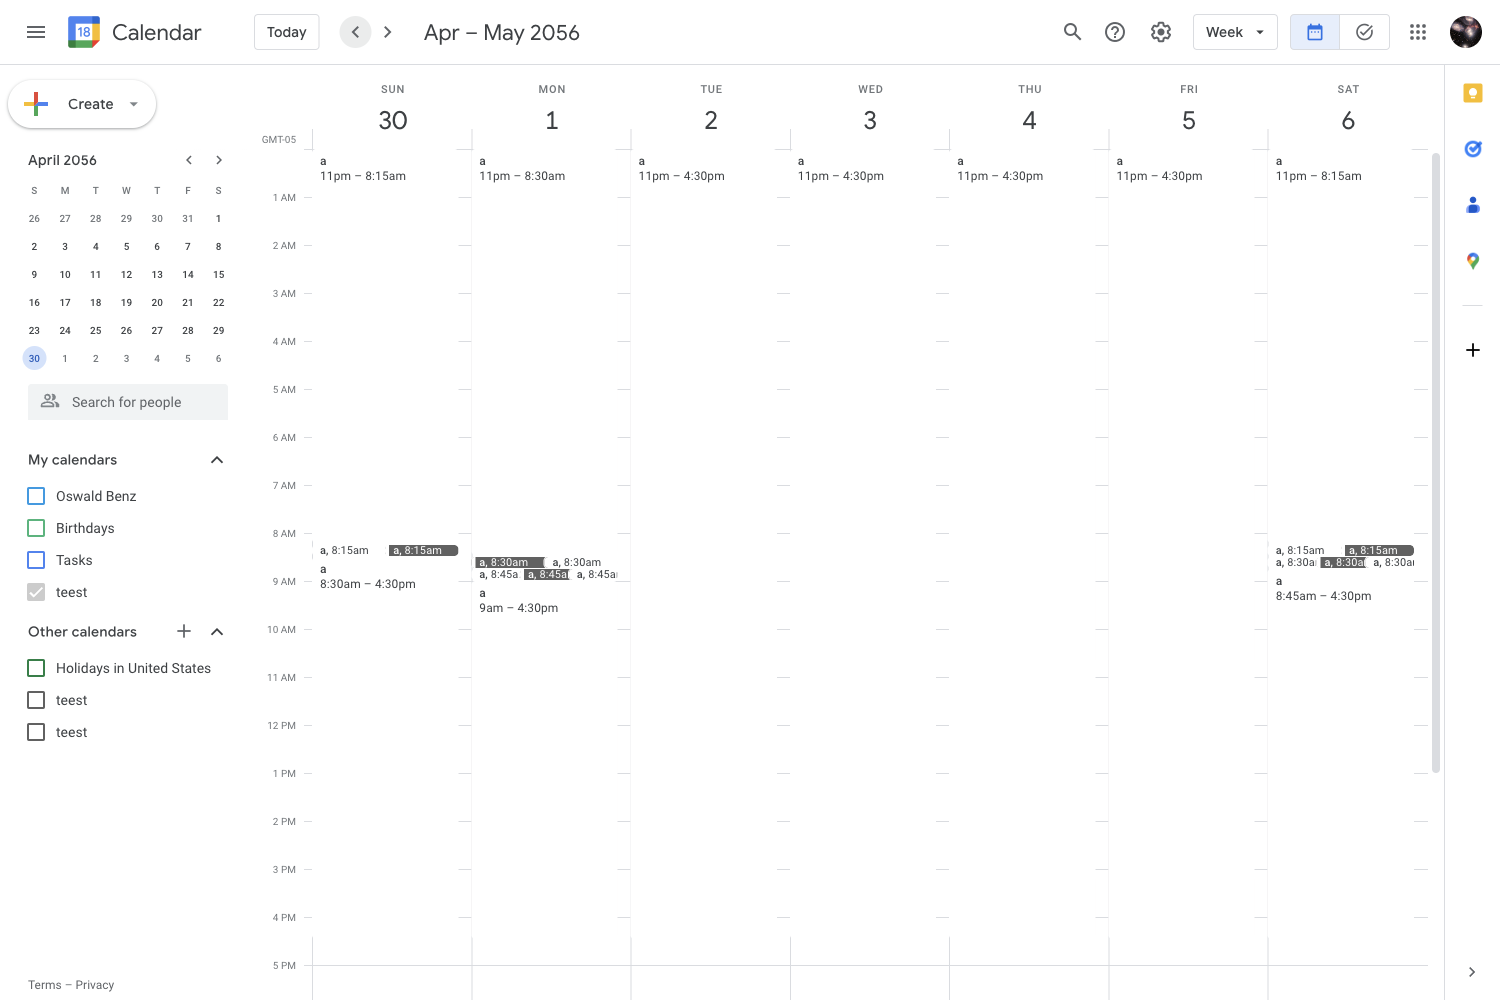 18 Calendar Today Apr – May 2056 Week
Create
April 2056
S M T W T F S
26 27 28 29 30 31 1
2 3 4 5 6 7 8
9 10 11 12 13 14 15
16 17 18 19 20 21 22
23 24 25 26 27 28 29
30 1 2 3 4 5 6
Search for people
My calendars
Oswald Benz
Birthdays
Tasks
teest
Other calendars
Holidays in United States
teest
teest
Terms – Privacy
SUN MON TUE WED THU FRI SAT
30 1 2 3 4 5 6
GMT-05
a a a a a a a
11pm – 8:15am 11pm – 8:30am 11pm – 4:30pm 11pm – 4:30pm 11pm – 4:30pm 11pm – 4:30pm 11pm – 8:15am
1 AM
2 AM
3 AM
4 AM
5 AM
6 AM
7 AM
8 AM
a, 8:15am a, 8:15am a, 8:15am a, 8:15am
a, 8:30am a, 8:30am a, 8:30a a, 8:30a a, 8:30a
a, 8:45a a, 8:45a a, 8:45a
a a
9 AM
8:30am – 4:30pm 8:45am – 4:30pm
a
9am – 4:30pm
10 AM
11 AM
12 PM
1 PM
2 PM
3 PM
4 PM
5 PM